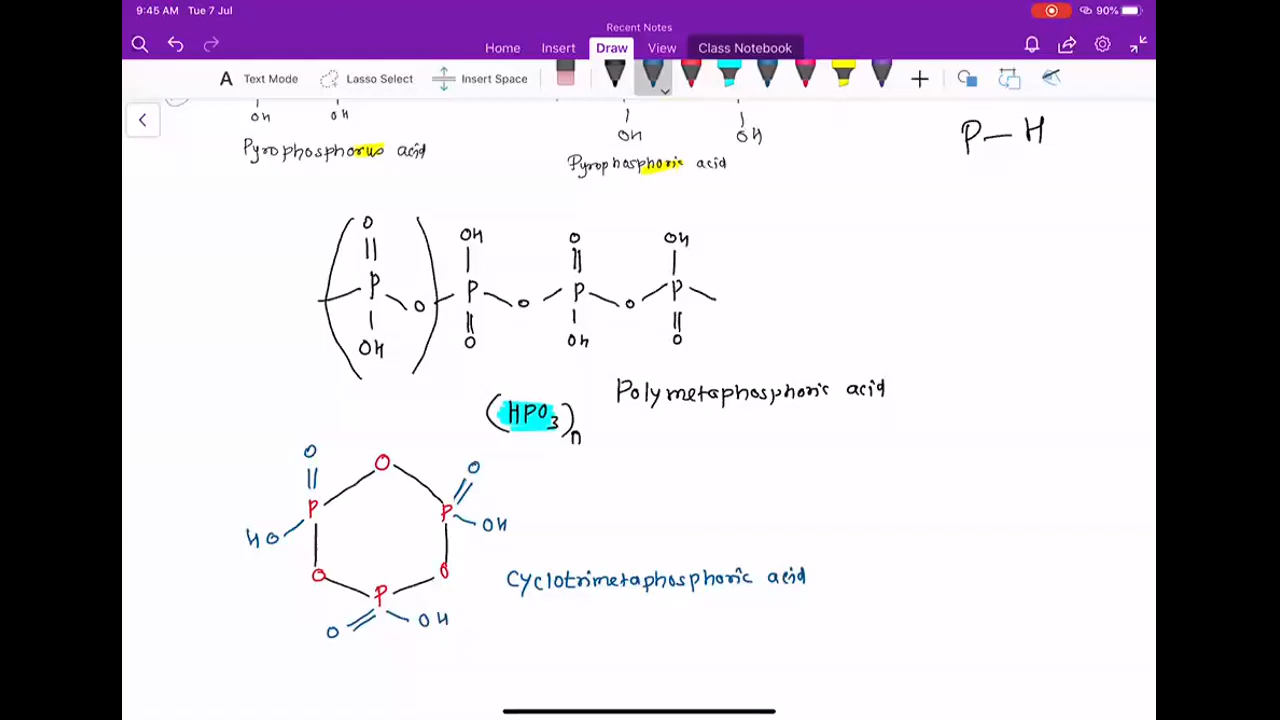 9:45 AM Tue 7 Jul
90%
Recent Notes
Home Insert Draw View Class Notebook
A Text Mode Lasso Select Insert Space
OH OH
OH OH
P-H
Pyrophosphorus acid
Pyrophosphoric acid
O OH O OH
P O P O P O P
OH O OH O
Polymetaphosphoric acid
(HPO3)n
O O O
P P OH
HO
O O
Cyclotrimetaphosphoric acid
P
O OH